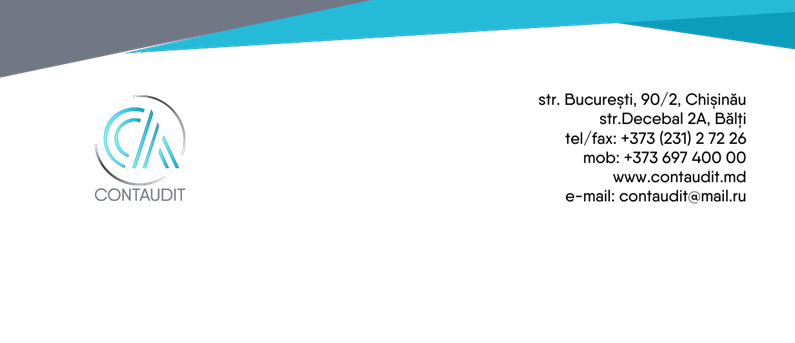 str. București, 90/2, Chișinău
str.Decebal 2A, Bălți
tel/fax: +373 (231) 2 72 26
mob: +373 697 400 00
www.contaudit.md
e-mail: contaudit@mail.ru
CA
CONTAUDIT